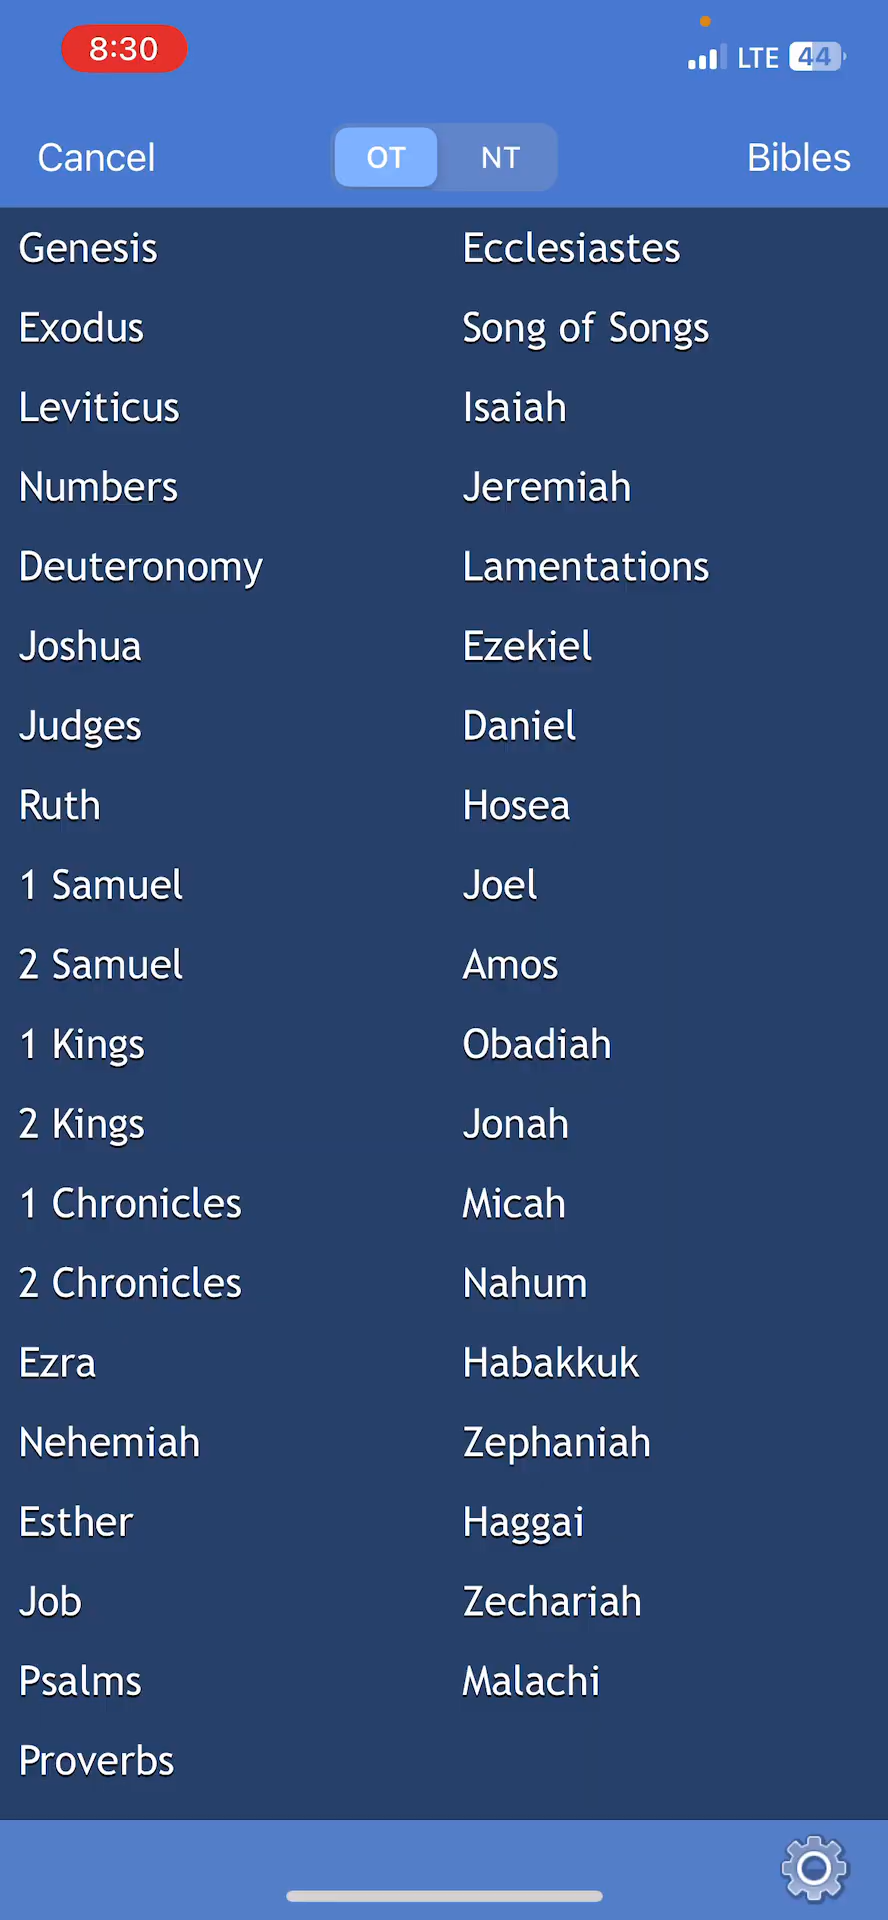 8:30
LTE 44
Cancel
OT
NT
Bibles
Genesis
Exodus
Leviticus
Numbers
Deuteronomy
Joshua
Judges
Ruth
1 Samuel
2 Samuel
1 Kings
2 Kings
1 Chronicles
2 Chronicles
Ezra
Nehemiah
Esther
Job
Psalms
Proverbs
Ecclesiastes
Song of Songs
Isaiah
Jeremiah
Lamentations
Ezekiel
Daniel
Hosea
Joel
Amos
Obadiah
Jonah
Micah
Nahum
Habakkuk
Zephaniah
Haggai
Zechariah
Malachi